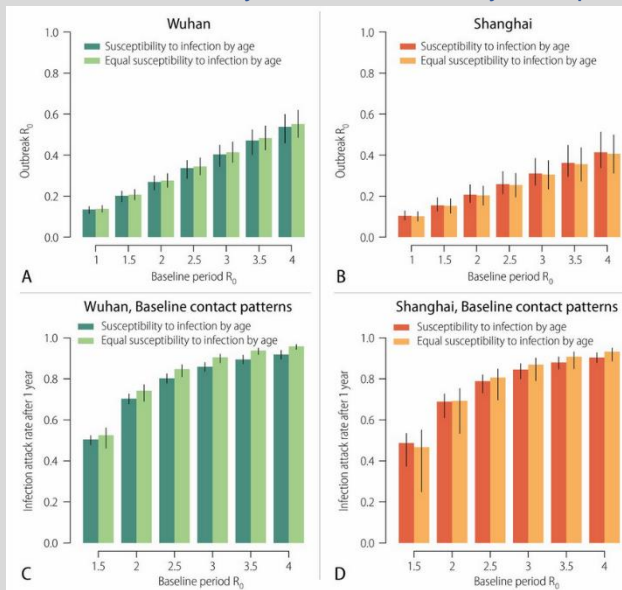 Wuhan
Susceptibility to infection by age
Equal susceptibility to infection by age
Outbreak R0
1.0
0.8
0.6
0.4
0.2
0.0
1 1.5 2 2.5 3 3.5 4
A
Baseline period R0
Shanghai
Susceptibility to infection by age
Equal susceptibility to infection by age
Outbreak R0
1.0
0.8
0.6
0.4
0.2
0.0
1 1.5 2 2.5 3 3.5 4
B
Baseline period R0
Wuhan, Baseline contact patterns
Susceptibility to infection by age
Equal susceptibility to infection by age
Infection attack rate after 1 year
1.0
0.8
0.6
0.4
0.2
0.0
1.5 2 2.5 3 3.5 4
C
Baseline period R0
Shanghai, Baseline contact patterns
Susceptibility to infection by age
Equal susceptibility to infection by age
Infection attack rate after 1 year
1.0
0.8
0.6
0.4
0.2
0.0
1.5 2 2.5 3 3.5 4
D
Baseline period R0